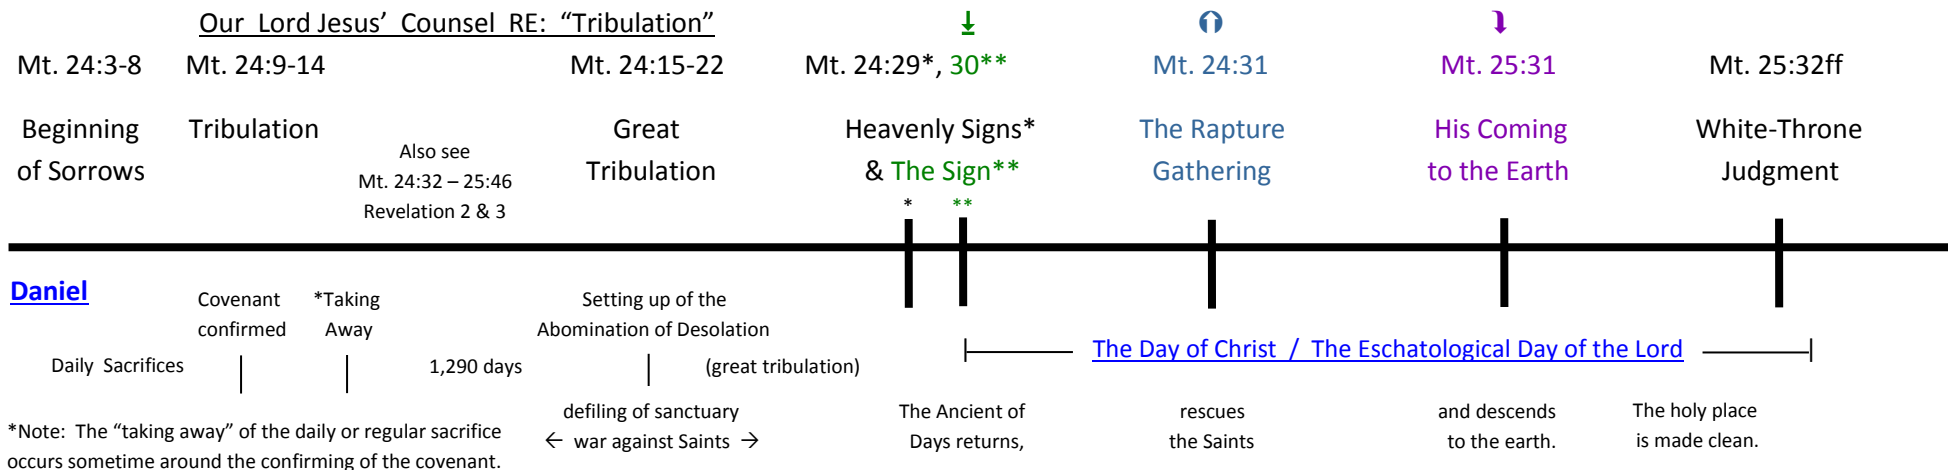 Our Lord Jesus' Counsel RE: “Tribulation”
Mt. 24:3-8 Mt. 24:9-14 Mt. 24:15-22 Mt. 24:29*, 30** Mt. 24:31 Mt. 25:31 Mt. 25:32ff
Beginning of Sorrows
Tribulation
Also see
Mt. 24:32 – 25:46
Revelation 2 & 3
Great
Tribulation
Heavenly Signs*
& The Sign**
* **
The Rapture
Gathering
His Coming
to the Earth
White-Throne
Judgment
Daniel
Daily Sacrifices
Covenant
confirmed
*Taking
Away
1,290 days
Setting up of the
Abomination of Desolation
(great tribulation)
The Day of Christ / The Eschatological Day of the Lord
*Note: The “taking away” of the daily or regular sacrifice
occurs sometime around the confirming of the covenant.
defiling of sanctuary
← war against Saints →
The Ancient of
Days returns,
rescues
the Saints
and descends
to the earth.
The holy place
is made clean.